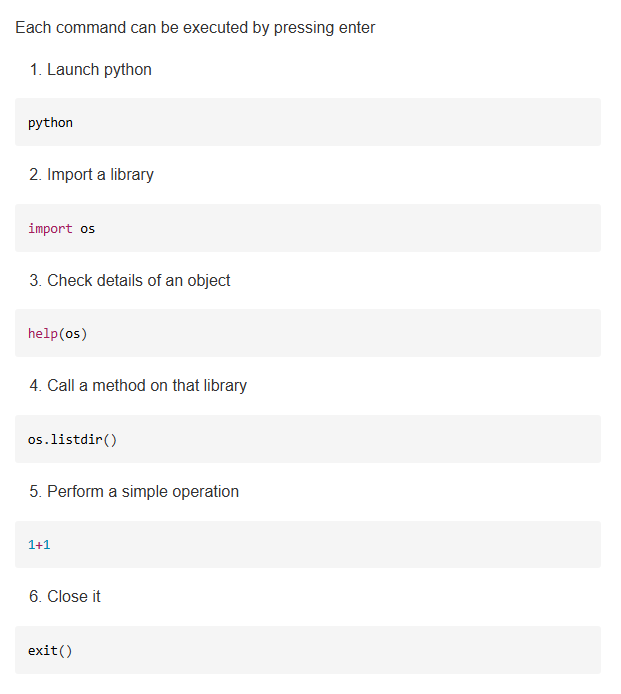 Each command can be executed by pressing enter
1. Launch python
python
2. Import a library
import os
3. Check details of an object
help(os)
4. Call a method on that library
os.listdir()
5. Perform a simple operation
1+1
6. Close it
exit()